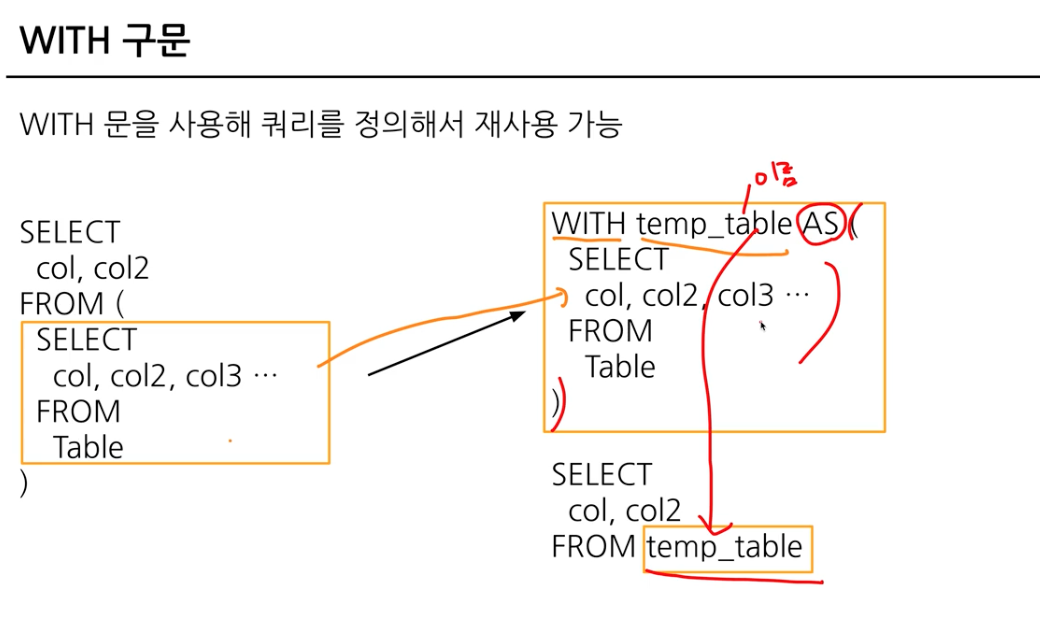 WITH 구문
WITH 문을 사용해 쿼리를 정의해서 재사용 가능
SELECT
col, col2
FROM (
SELECT
col, col2, col3 ⋯
FROM
Table
)
이름
WITH temp_table AS (
SELECT
col, col2, col3 ⋯
FROM
Table
)
SELECT
col, col2
FROM temp_table